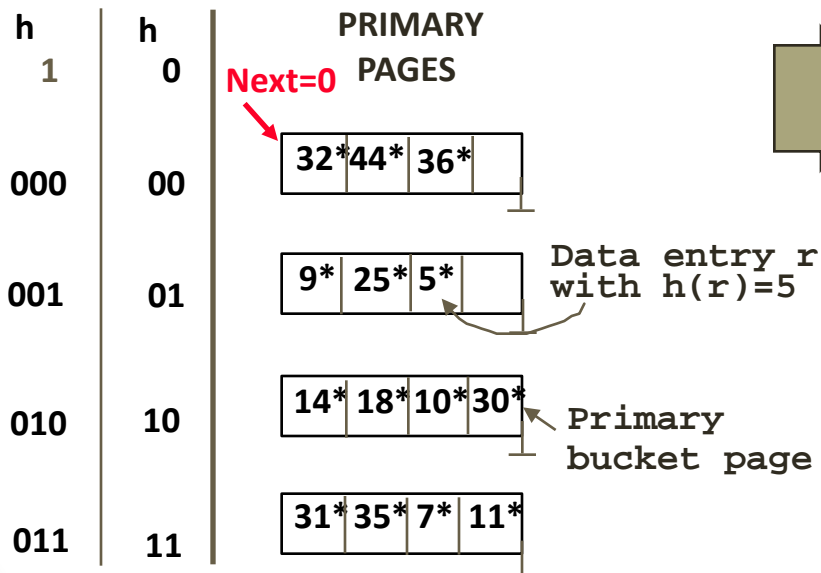 h h PRIMARY
1 0 PAGES
Next=0
000 00 32* 44* 36*
001 01 9* 25* 5* Data entry r
with h(r)=5
010 10 14* 18* 10* 30* Primary
bucket page
011 11 31* 35* 7* 11*